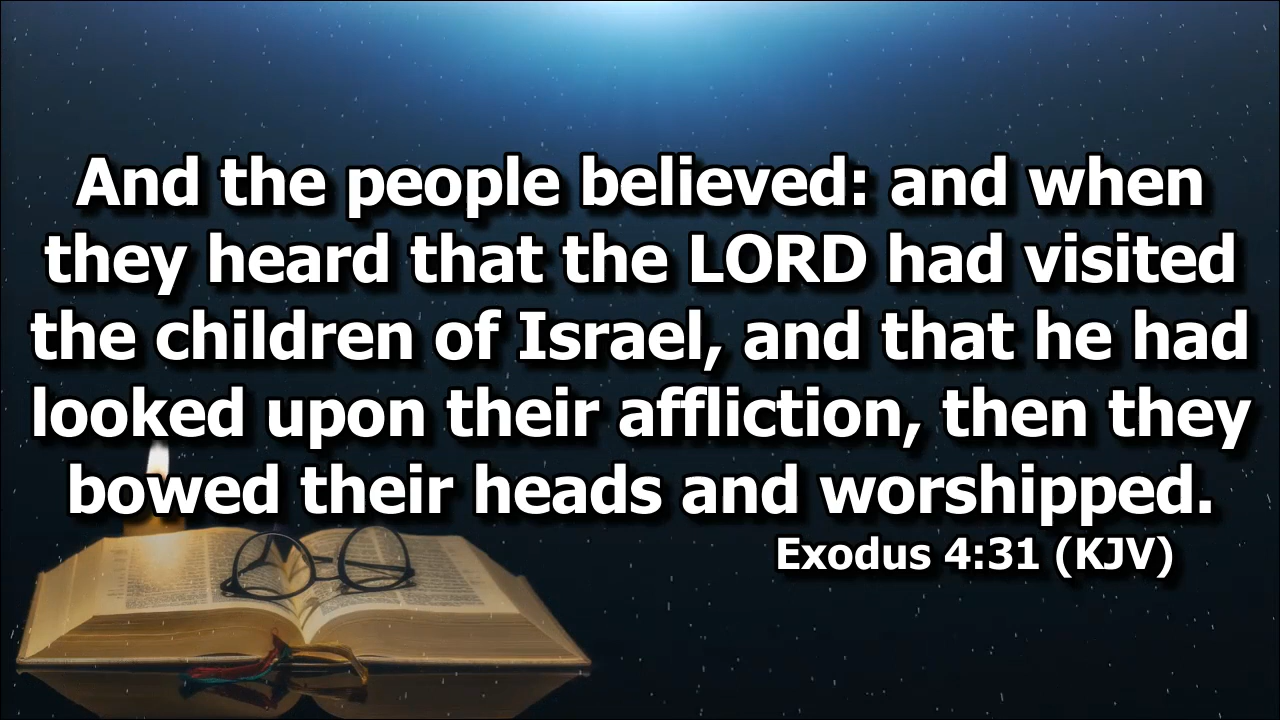 And the people believed: and when
they heard that the LORD had visited
the children of Israel, and that he had
looked upon their affliction, then they
bowed their heads and worshipped.
Exodus 4:31 (KJV)